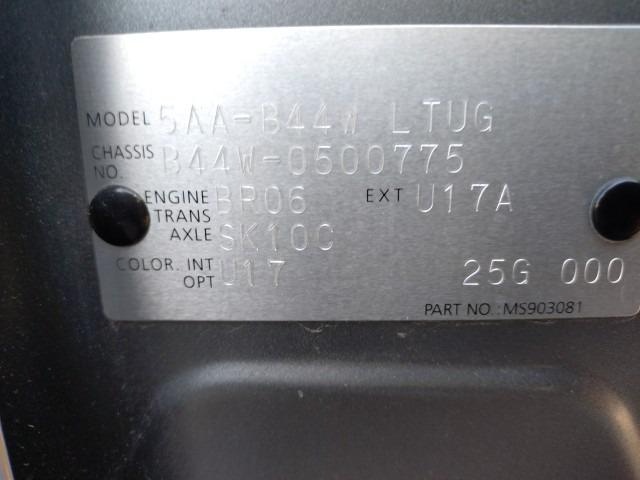 MODEL 5AA-B44W LTUG
CHASSIS NO. B44W-0500775
ENGINE BR06 EXT U17A
TRANS AXLE SK10C
COLOR. INT OPT U17 25G 000
PART NO.:MS903081